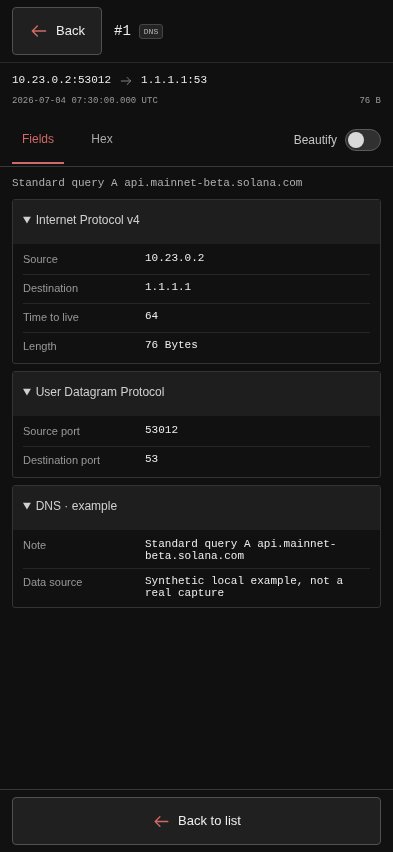 Back #1 DNS
10.23.0.2:53012 → 1.1.1.1:53
2026-07-04 07:30:00.000 UTC 76 B
Fields Hex Beautify
Standard query A api.mainnet-beta.solana.com
Internet Protocol v4
Source 10.23.0.2
Destination 1.1.1.1
Time to live 64
Length 76 Bytes
User Datagram Protocol
Source port 53012
Destination port 53
DNS · example
Note Standard query A api.mainnet-
beta.solana.com
Data source Synthetic local example, not a
real capture
Back to list